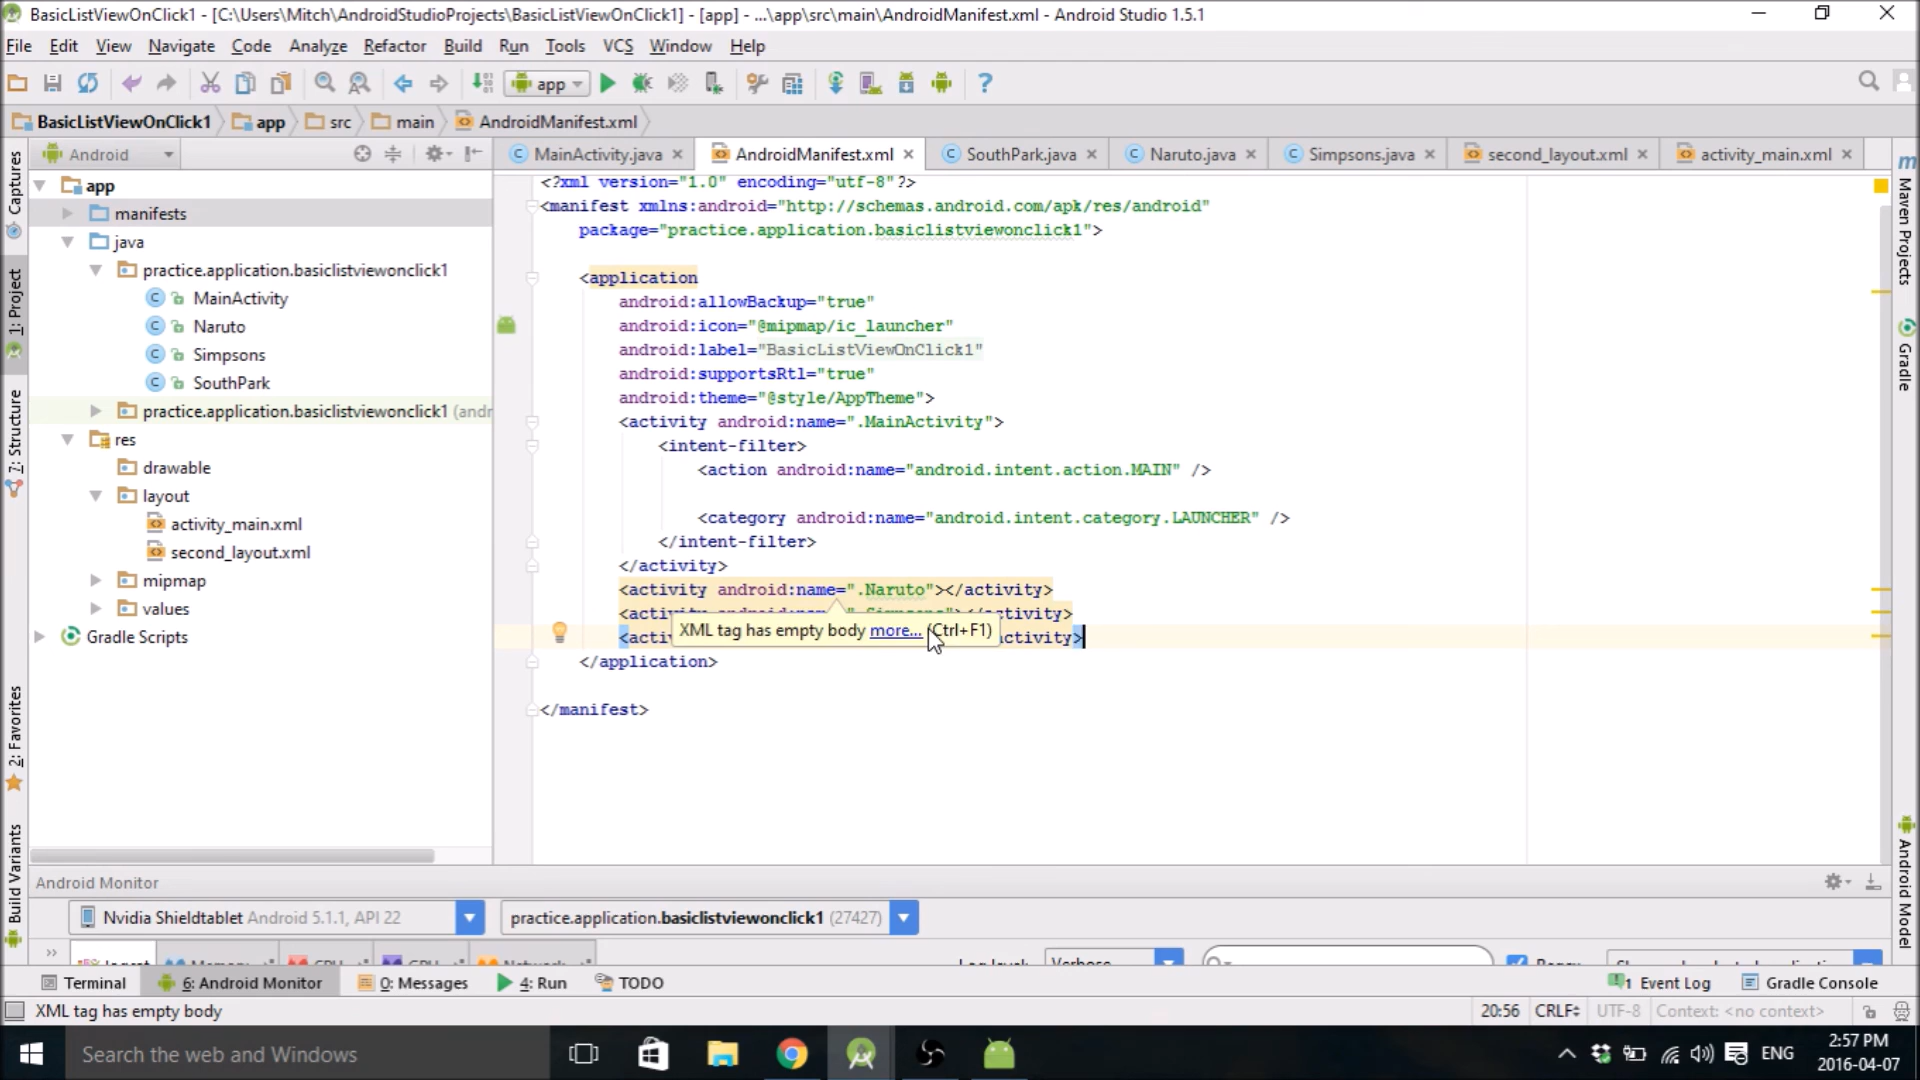 BasicListViewOnClick1 - [C:\Users\Mitch\AndroidStudioProjects\BasicListViewOnClick1] - [app] - ...\app\src\main\AndroidManifest.xml - Android Studio 1.5.1
File Edit View Navigate Code Analyze Refactor Build Run Tools VCS Window Help
app
BasicListViewOnClick1 app src main AndroidManifest.xml
Android
MainActivity.java AndroidManifest.xml SouthPark.java Naruto.java Simpsons.java second_layout.xml activity_main.xml
Captures
1: Project
7: Structure
2: Favorites
Build Variants
app
manifests
java
practice.application.basiclistviewonclick1
MainActivity
Naruto
Simpsons
SouthPark
practice.application.basiclistviewonclick1 (andr
res
drawable
layout
activity_main.xml
second_layout.xml
mipmap
values
Gradle Scripts
<?xml version="1.0" encoding="utf-8"?>
<manifest xmlns:android="http://schemas.android.com/apk/res/android"
package="practice.application.basiclistviewonclick1">
<application
android:allowBackup="true"
android:icon="@mipmap/ic_launcher"
android:label="BasicListViewOnClick1"
android:supportsRtl="true"
android:theme="@style/AppTheme">
<activity android:name=".MainActivity">
<intent-filter>
<action android:name="android.intent.action.MAIN" />
<category android:name="android.intent.category.LAUNCHER" />
</intent-filter>
</activity>
<activity android:name=".Naruto"></activity>
<activity android:name=".Simpsons"></activity>
XML tag has empty body more... (Ctrl+F1)
<acti ctivity>
</application>
</manifest>
Maven Projects
Gradle
Android Model
Android Monitor
Nvidia Shieldtablet Android 5.1.1, API 22
practice.application.basiclistviewonclick1 (27427)
Verbose
Terminal 6: Android Monitor 0: Messages 4: Run TODO 1 Event Log Gradle Console
XML tag has empty body
20:56 CRLF UTF-8 Context: <no context>
Search the web and Windows
ENG
2:57 PM
2016-04-07